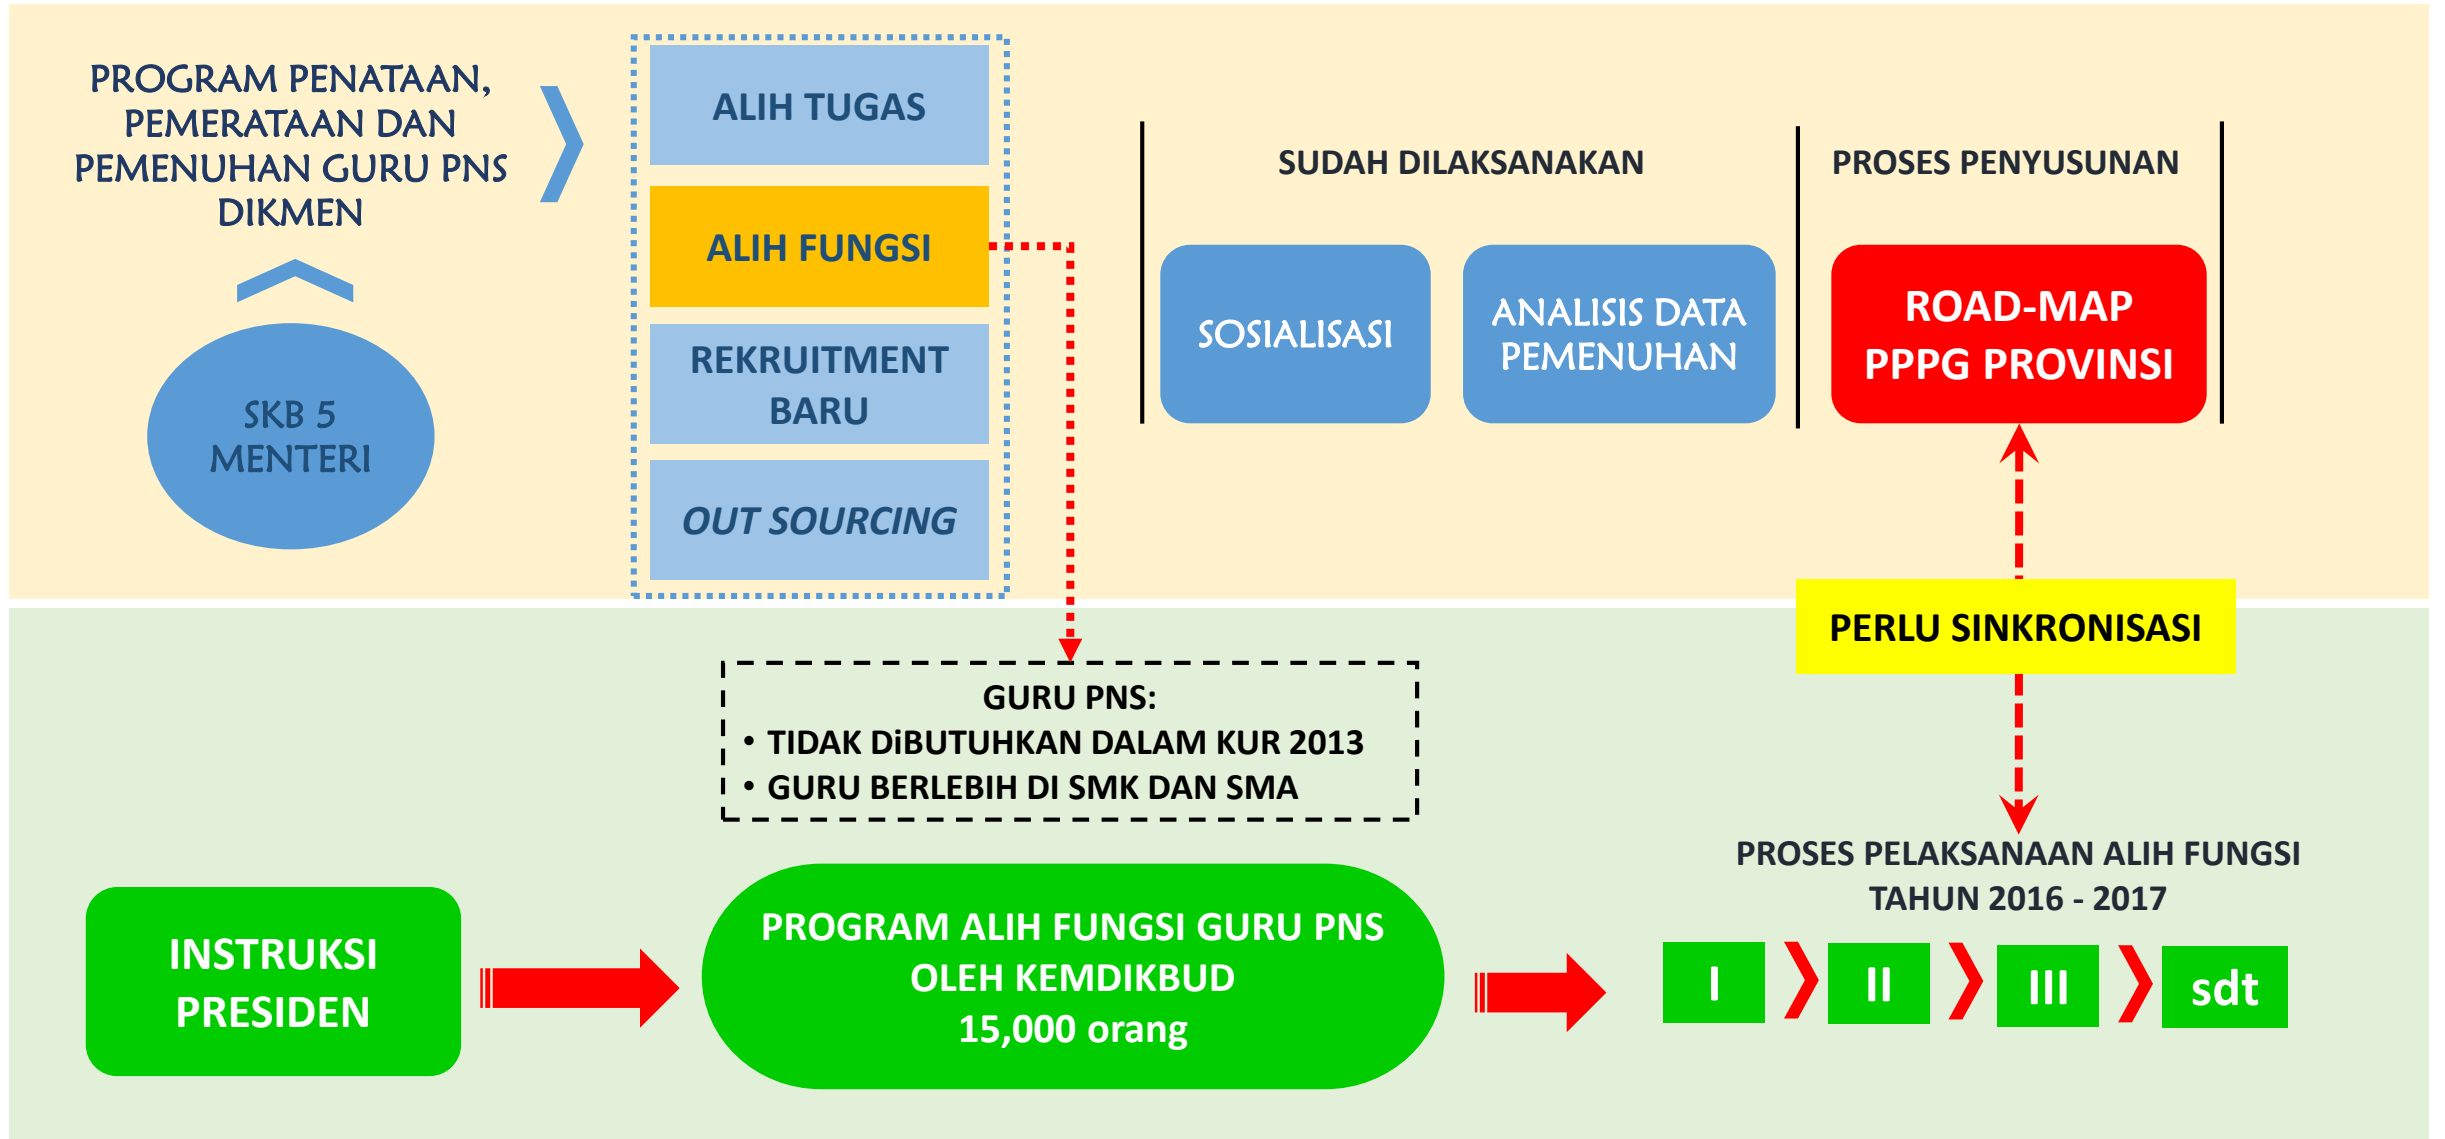 PROGRAM PENATAAN,
PEMERATAAN DAN
PEMENUHAN GURU PNS
DIKMEN
SKB 5
MENTERI
ALIH TUGAS
ALIH FUNGSI
REKRUITMENT
BARU
OUT SOURCING
SUDAH DILAKSANAKAN
SOSIALISASI
ANALISIS DATA
PEMENUHAN
PROSES PENYUSUNAN
ROAD-MAP
PPPG PROVINSI
PERLU SINKRONISASI
GURU PNS:
• TIDAK DiBUTUHKAN DALAM KUR 2013
• GURU BERLEBIH DI SMK DAN SMA
INSTRUKSI
PRESIDEN
PROGRAM ALIH FUNGSI GURU PNS
OLEH KEMDIKBUD
15,000 orang
PROSES PELAKSANAAN ALIH FUNGSI
TAHUN 2016 - 2017
I
II
III
sdt